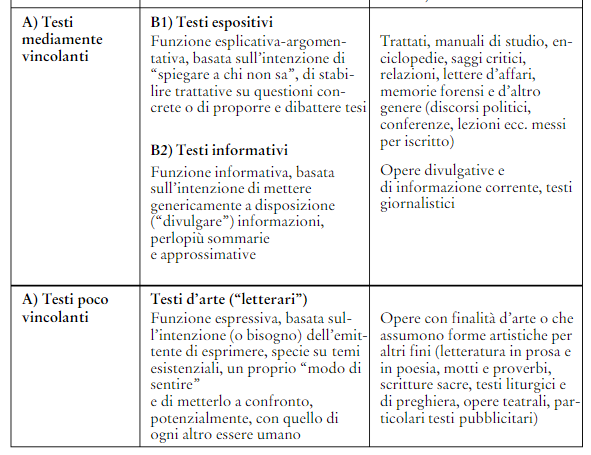 A) Testi
mediamente
vincolanti
B1) Testi espositivi
Funzione esplicativa-argomen-
tativa, basata sull’intenzione di
“spiegare a chi non sa”, di stabi-
lire trattative su questioni con-
crete o di proporre e dibattere tesi
B2) Testi informativi
Funzione informativa, basata
sull’intenzione di mettere
genericamente a disposizione
(“divulgare”) informazioni,
perlopiù sommarie
e approssimative
Trattati, manuali di studio, en-
ciclopedie, saggi critici,
relazioni, lettere d’affari,
memorie forensi e d’altro
genere (discorsi politici,
conferenze, lezioni ecc. messi
per iscritto)
Opere divulgative e
di informazione corrente, testi
giornalistici
A) Testi poco
vincolanti
Testi d’arte (“letterari”)
Funzione espressiva, basata sul-
l’intenzione (o bisogno) dell’emit-
tente di esprimere, specie su temi
esistenziali, un proprio “modo di
sentire”
e di metterlo a confronto,
potenzialmente, con quello di
ogni altro essere umano
Opere con finalità d’arte o che
assumono forme artistiche per
altri fini (letteratura in prosa e
in poesia, motti e proverbi,
scritture sacre, testi liturgici e
di preghiera, opere teatrali, par-
ticolari testi pubblicitari)